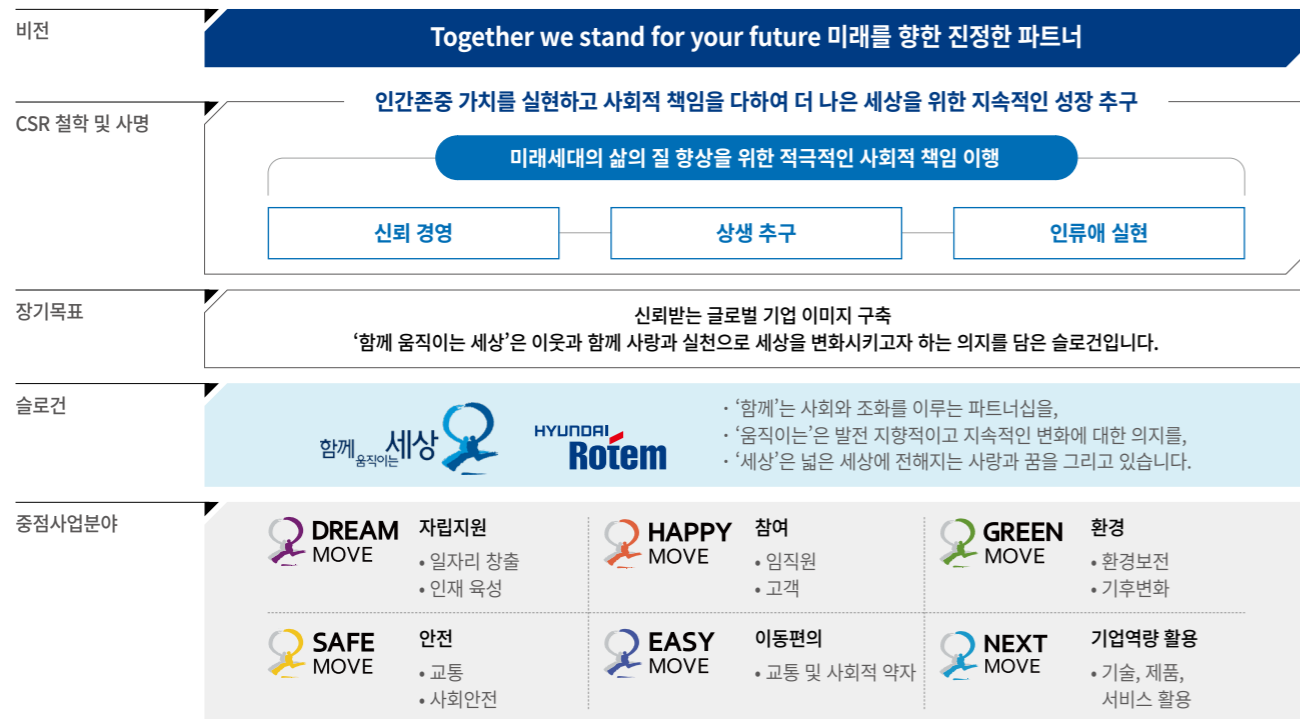 비전
Together we stand for your future 미래를 향한 진정한 파트너
CSR 철학 및 사명
인간존중 가치를 실현하고 사회적 책임을 다하여 더 나은 세상을 위한 지속적인 성장 추구
미래세대의 삶의 질 향상을 위한 적극적인 사회적 책임 이행
신뢰 경영
상생 추구
인류애 실현
장기목표
신뢰받는 글로벌 기업 이미지 구축
‘함께 움직이는 세상’은 이웃과 함께 사랑과 실천으로 세상을 변화시키고자 하는 의지를 담은 슬로건입니다.
슬로건
함께 움직이는 세상
HYUNDAI
Rotem
· ‘함께’는 사회와 조화를 이루는 파트너십을,
· ‘움직이는’은 발전 지향적이고 지속적인 변화에 대한 의지를,
· ‘세상’은 넓은 세상에 전해지는 사랑과 꿈을 그리고 있습니다.
중점사업분야
DREAM
MOVE
자립지원
• 일자리 창출
• 인재 육성
HAPPY
MOVE
참여
• 임직원
• 고객
GREEN
MOVE
환경
• 환경보전
• 기후변화
SAFE
MOVE
안전
• 교통
• 사회안전
EASY
MOVE
이동편의
• 교통 및 사회적 약자
NEXT
MOVE
기업역량 활용
• 기술, 제품,
서비스 활용